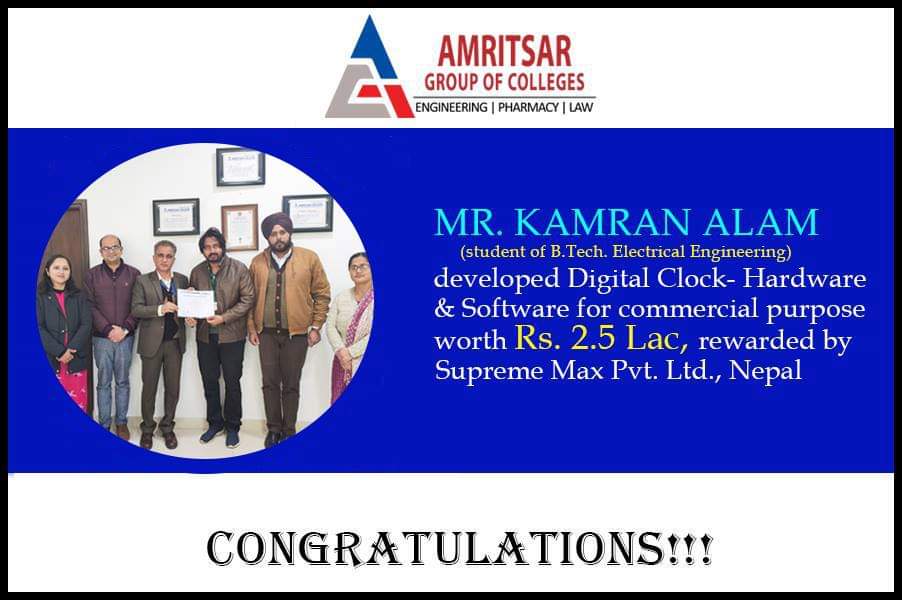 AMRITSAR
GROUP OF COLLEGES
ENGINEERING | PHARMACY | LAW
MR. KAMRAN ALAM
(student of B.Tech. Electrical Engineering)
developed Digital Clock- Hardware
& Software for commercial purpose
worth Rs. 2.5 Lac, rewarded by
Supreme Max Pvt. Ltd., Nepal
CONGRATULATIONS!!!